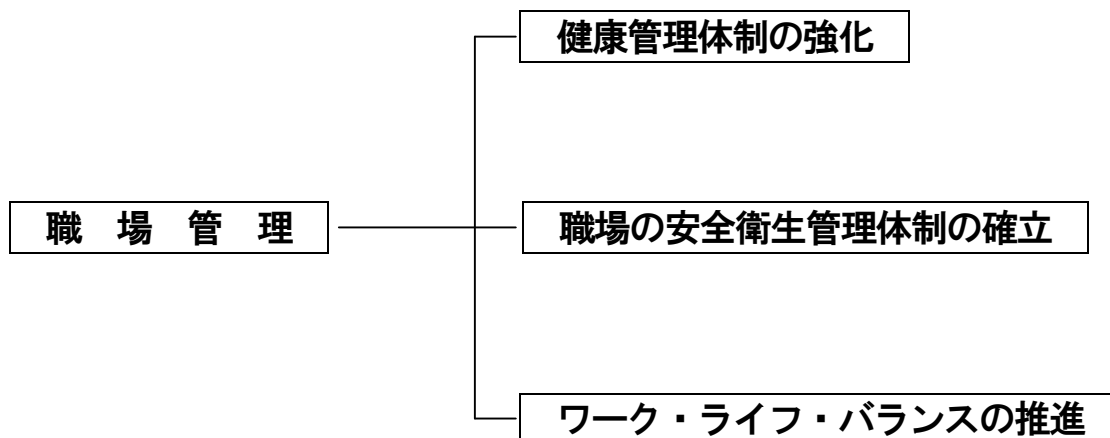 健康管理体制の強化
職　場　管　理
職場の安全衛生管理体制の確立
ワーク・ライフ・バランスの推進